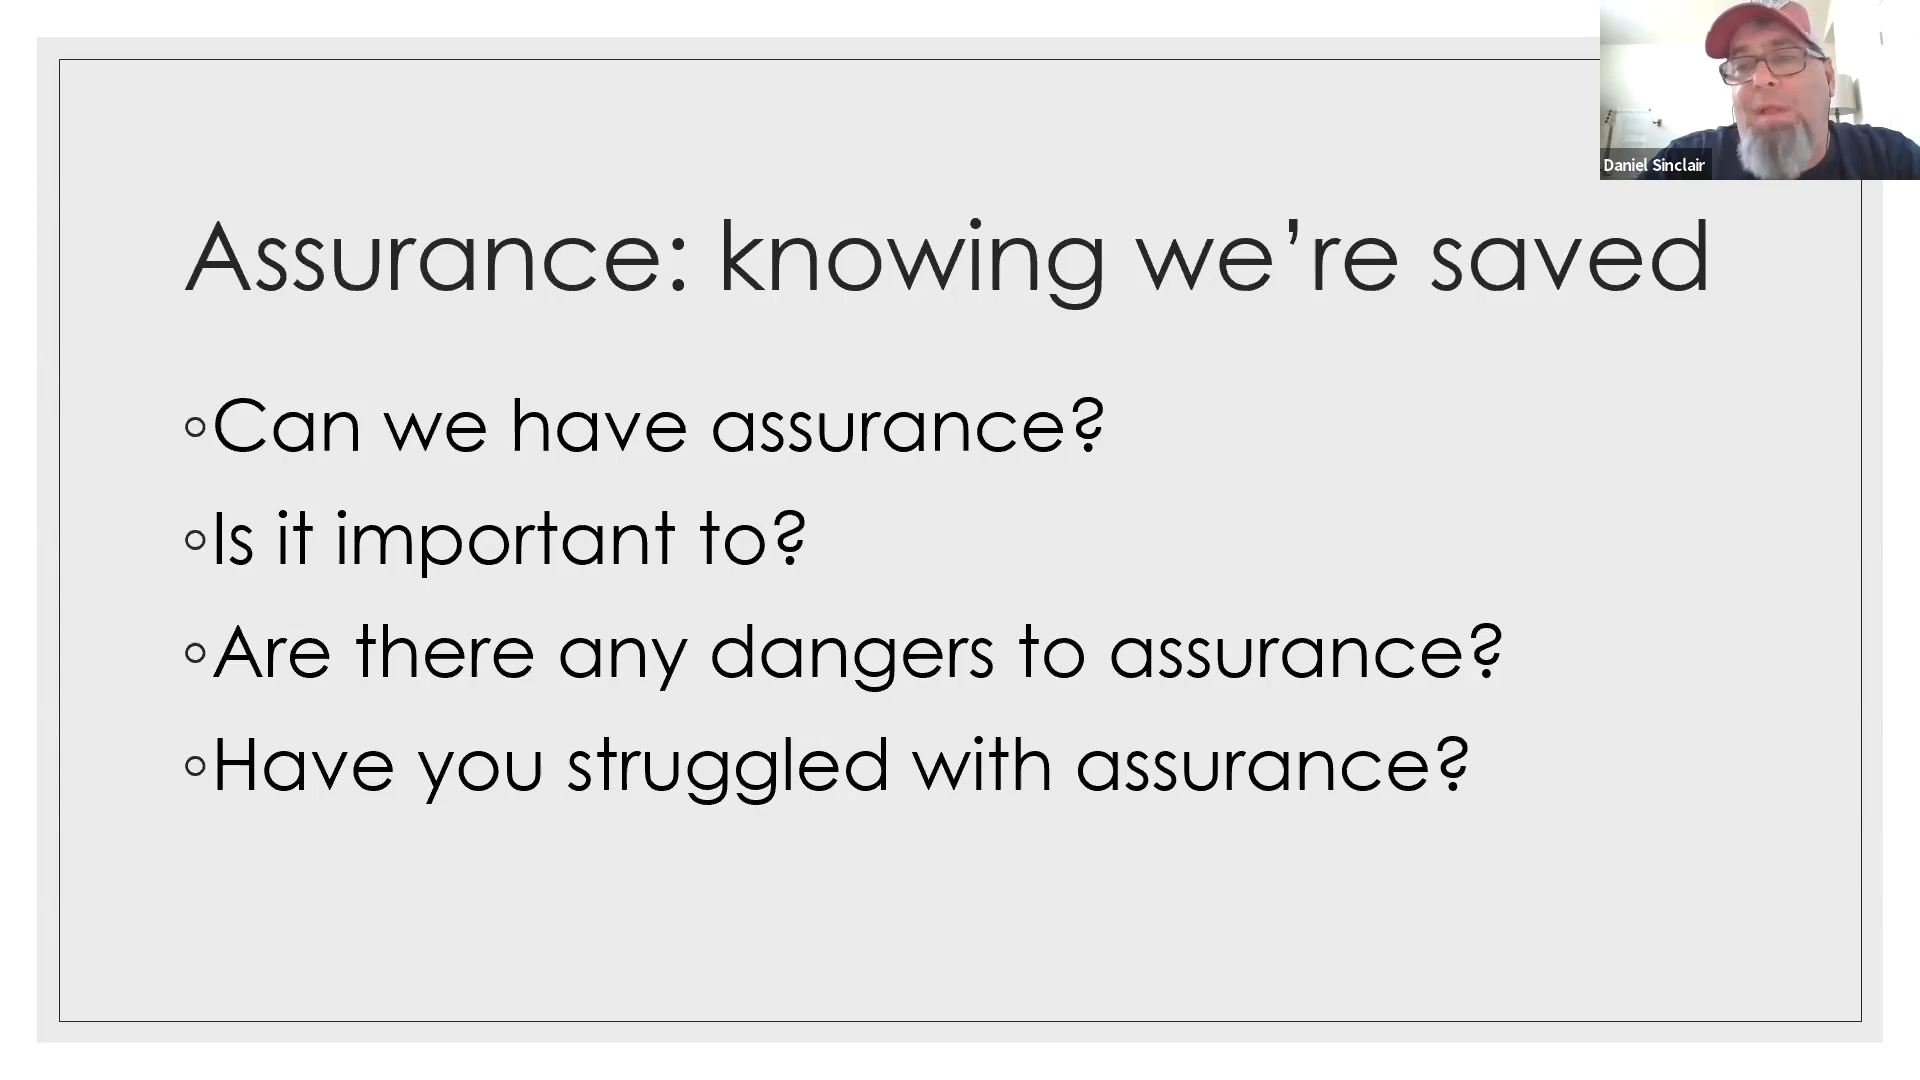 Daniel Sinclair
Assurance: knowing we’re saved
◦Can we have assurance?
◦Is it important to?
◦Are there any dangers to assurance?
◦Have you struggled with assurance?